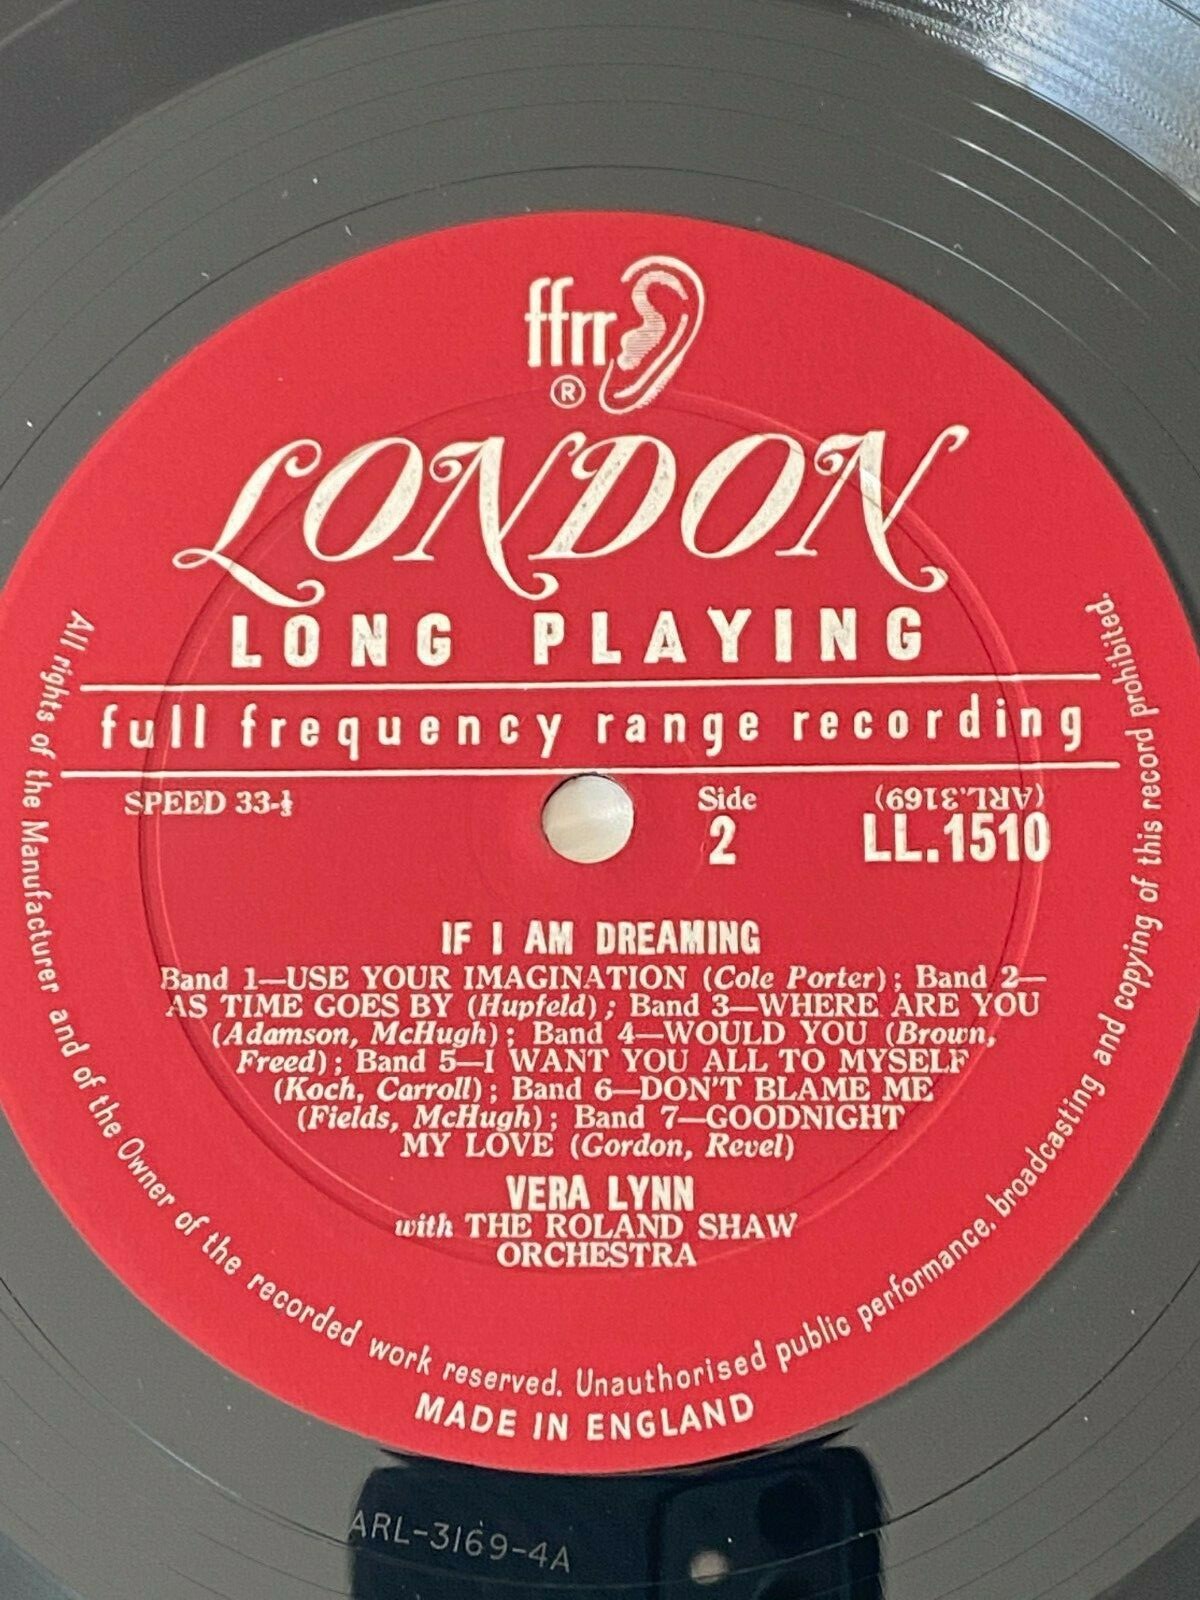 ffrr
®
LONDON
LONG PLAYING
full frequency range recording
SPEED 33-⅓
Side
2
(ARL.3169)
LL.1510
IF I AM DREAMING
Band 1—USE YOUR IMAGINATION (Cole Porter); Band 2—
AS TIME GOES BY (Hupfeld); Band 3—WHERE ARE YOU
(Adamson, McHugh); Band 4—WOULD YOU (Brown,
Freed); Band 5—I WANT YOU ALL TO MYSELF
(Koch, Carroll); Band 6—DON'T BLAME ME
(Fields, McHugh); Band 7—GOODNIGHT
MY LOVE (Gordon, Revel)
VERA LYNN
with THE ROLAND SHAW
ORCHESTRA
All rights of the Manufacturer and of the Owner of the recorded work reserved. Unauthorised public performance, broadcasting and copying of this record prohibited.
MADE IN ENGLAND
ARL-3169-4A